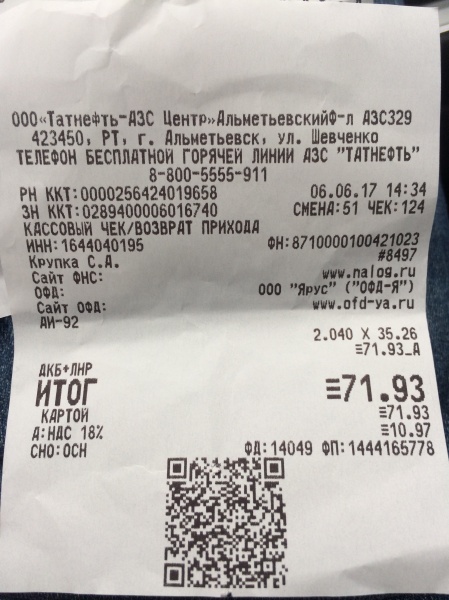 ООО«Татнефть-АЗС Центр»АльметьевскийФ-л АЗС329
423450, РТ, г. Альметьевск, ул. Шевченко
ТЕЛЕФОН БЕСПЛАТНОЙ ГОРЯЧЕЙ ЛИНИИ АЗС "ТАТНЕФТЬ"
8-800-5555-911
РН ККТ:0000256424019658 06.06.17 14:34
ЗН ККТ:0289400006016740 СМЕНА:51 ЧЕК:124
КАССОВЫЙ ЧЕК/ВОЗВРАТ ПРИХОДА
ИНН:1644040195 ФН:8710000100421023
Крупка С.А. #8497
Сайт ФНС: www.nalog.ru
ОФД: ООО "Ярус" ("ОФД-Я")
Сайт ОФД: www.ofd-ya.ru
АИ-92
2.040 X 35.26
≡71.93_А
АКБ+ЛНР
ИТОГ ≡71.93
КАРТОЙ ≡71.93
А:НДС 18% ≡10.97
СНО:ОСН ФД:14049 ФП:1444165778